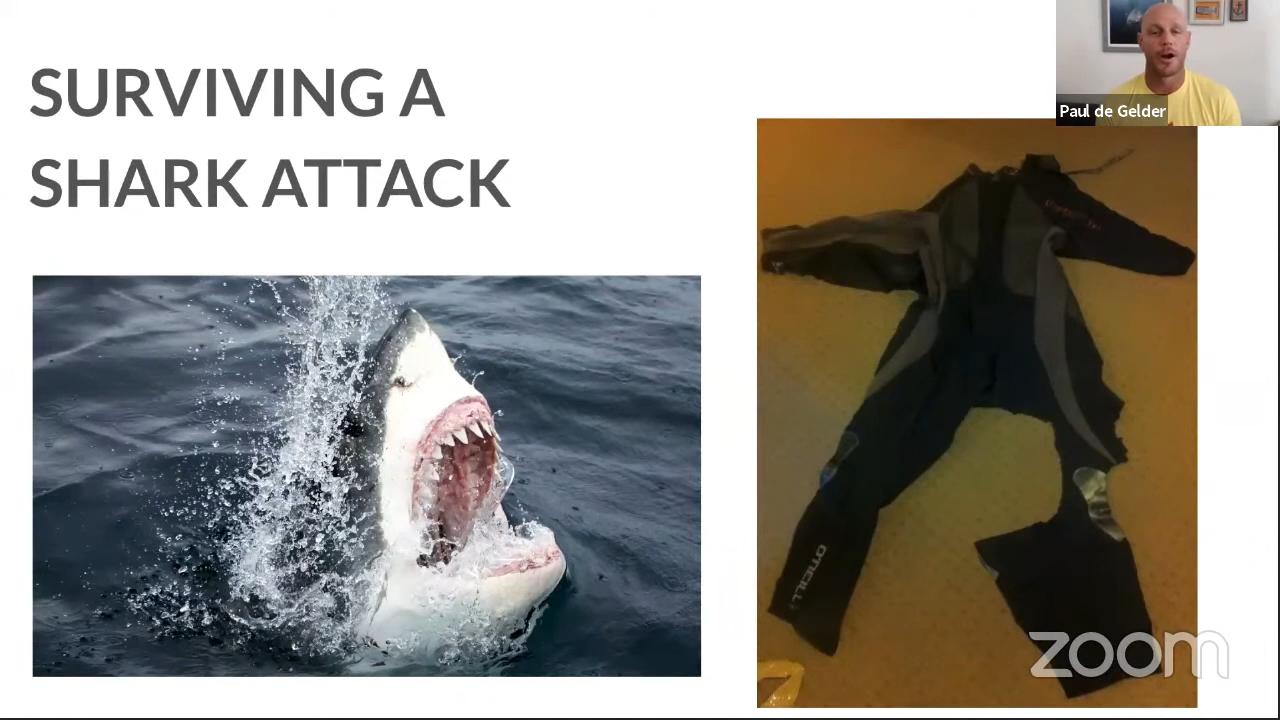 SURVIVING A
SHARK ATTACK
Paul de Gelder
O'NEILL
zoom